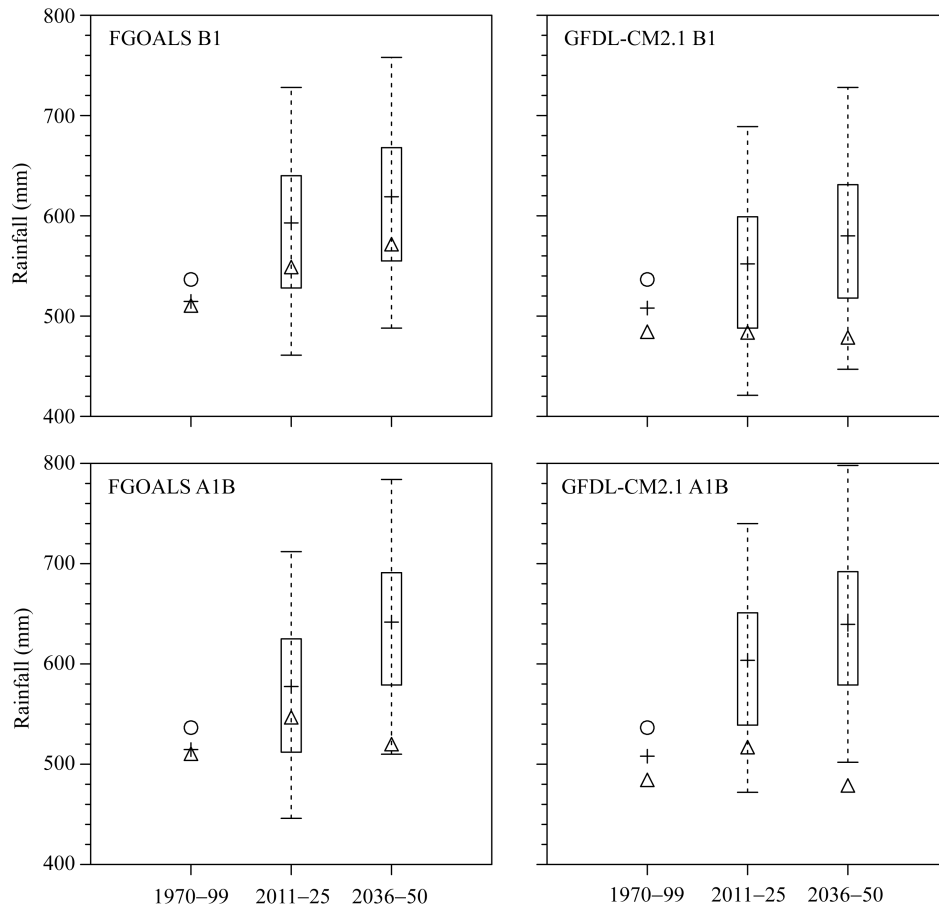 800
FGOALS B1
GFDL-CM2.1 B1
700
600
Rainfall (mm)
500
400
800
FGOALS A1B
GFDL-CM2.1 A1B
700
600
Rainfall (mm)
500
400
1970–99 2011–25 2036–50
1970–99 2011–25 2036–50